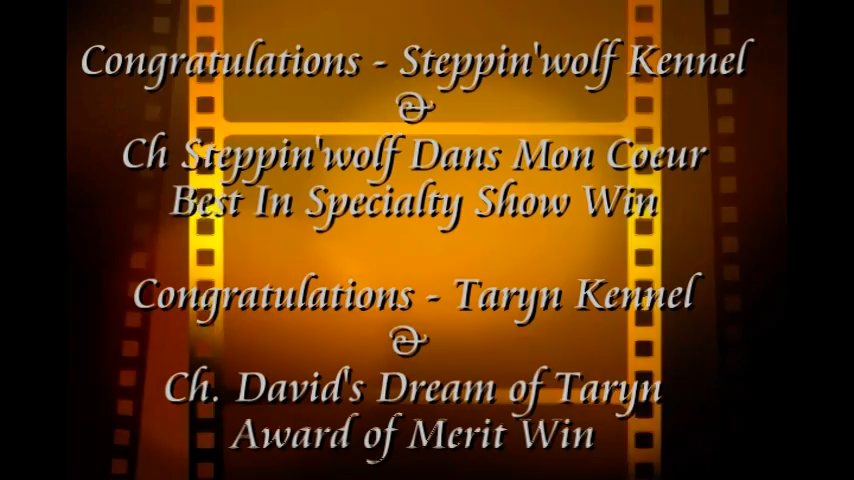 Congratulations - Steppin'wolf Kennel
&
Ch Steppin'wolf Dans Mon Coeur
Best In Specialty Show Win
Congratulations - Taryn Kennel
&
Ch. David's Dream of Taryn
Award of Merit Win